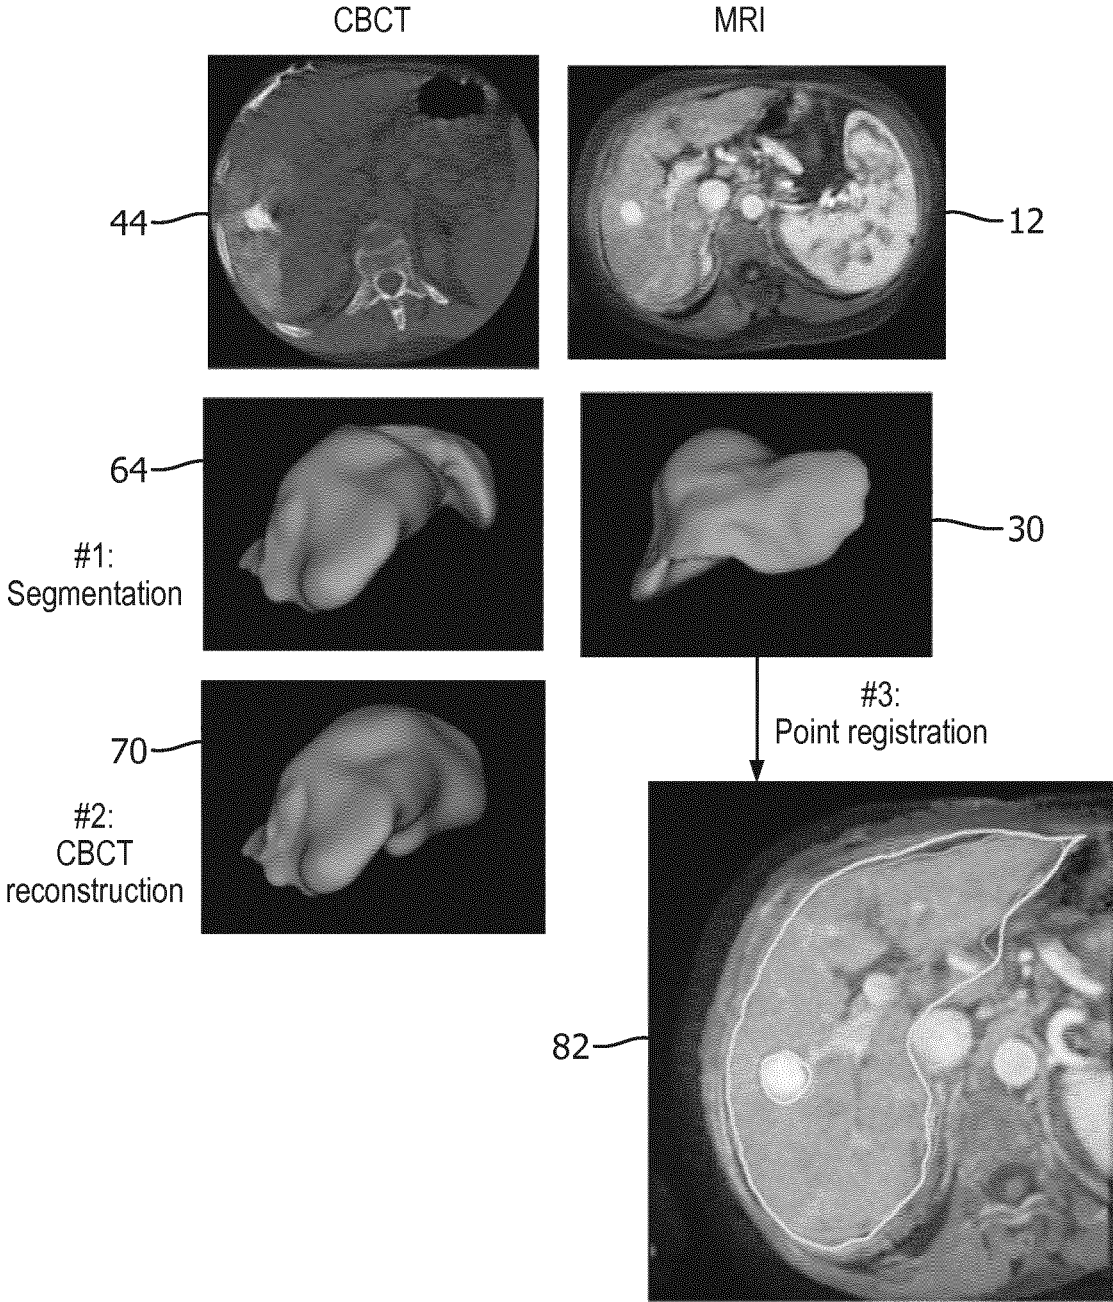 CBCT
MRI
44
12
64
30
#1:
Segmentation
#3:
Point registration
70
#2:
CBCT
reconstruction
82